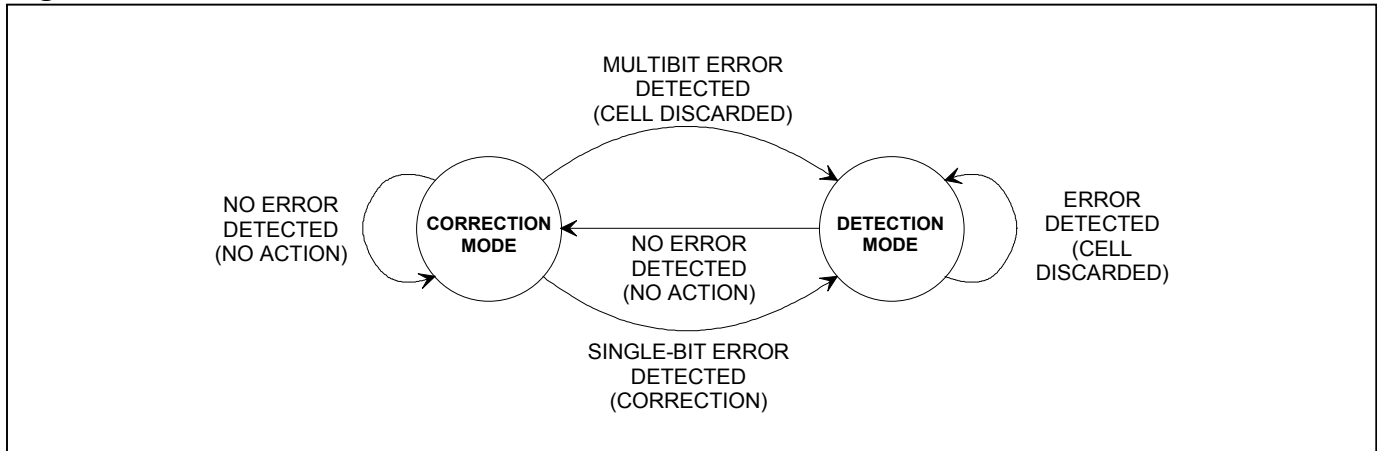 MULTIBIT ERROR
DETECTED
(CELL DISCARDED)
NO ERROR
DETECTED
(NO ACTION)
CORRECTION
MODE
NO ERROR
DETECTED
(NO ACTION)
DETECTION
MODE
ERROR
DETECTED
(CELL
DISCARDED)
SINGLE-BIT ERROR
DETECTED
(CORRECTION)